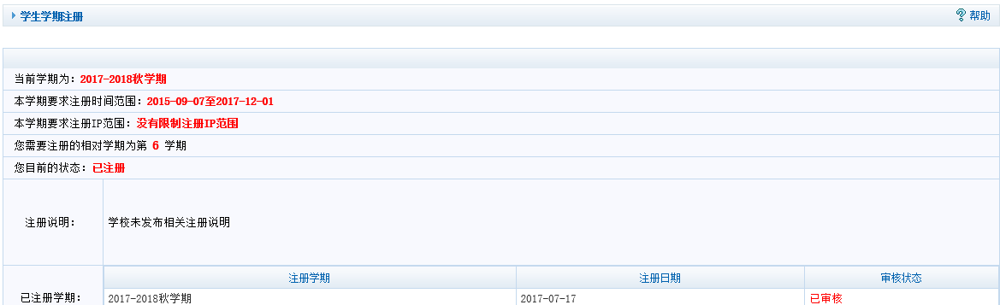 学生学期注册
帮助
当前学期为：2017-2018秋学期
本学期要求注册时间范围：2015-09-07至2017-12-01
本学期要求注册IP范围：没有限制注册IP范围
您需要注册的相对学期为第 6 学期
您目前的状态：已注册
注册说明：
学校未发布相关注册说明
已注册学期：
注册学期 注册日期 审核状态
2017-2018秋学期 2017-07-17 已审核